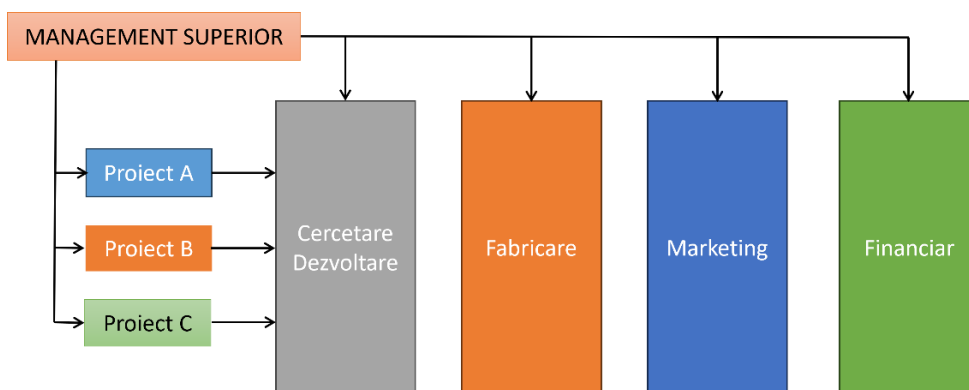 MANAGEMENT SUPERIOR
Proiect A
Proiect B
Proiect C
Cercetare
Dezvoltare
Fabricare
Marketing
Financiar